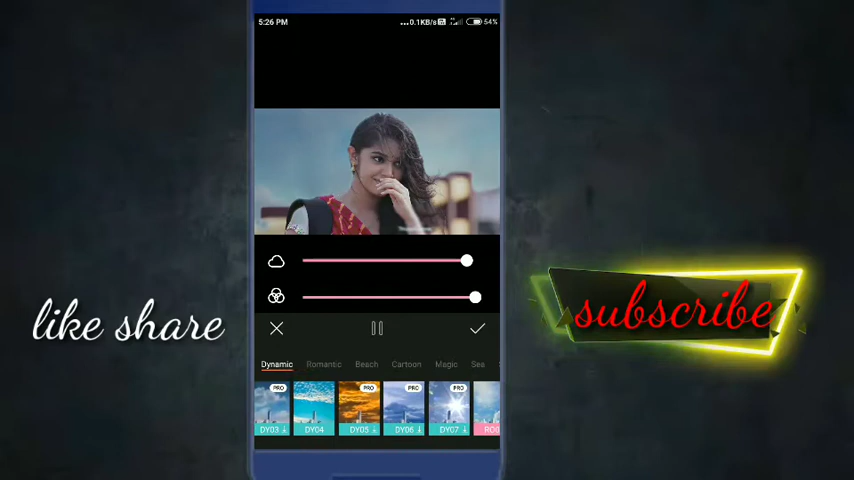 5:26 PM
...0.1KB/s 54%
like share
subscribe
Dynamic Romantic Beach Cartoon Magic Sea
PRO PRO PRO PRO
DY03 DY04 DY05 DY06 DY07